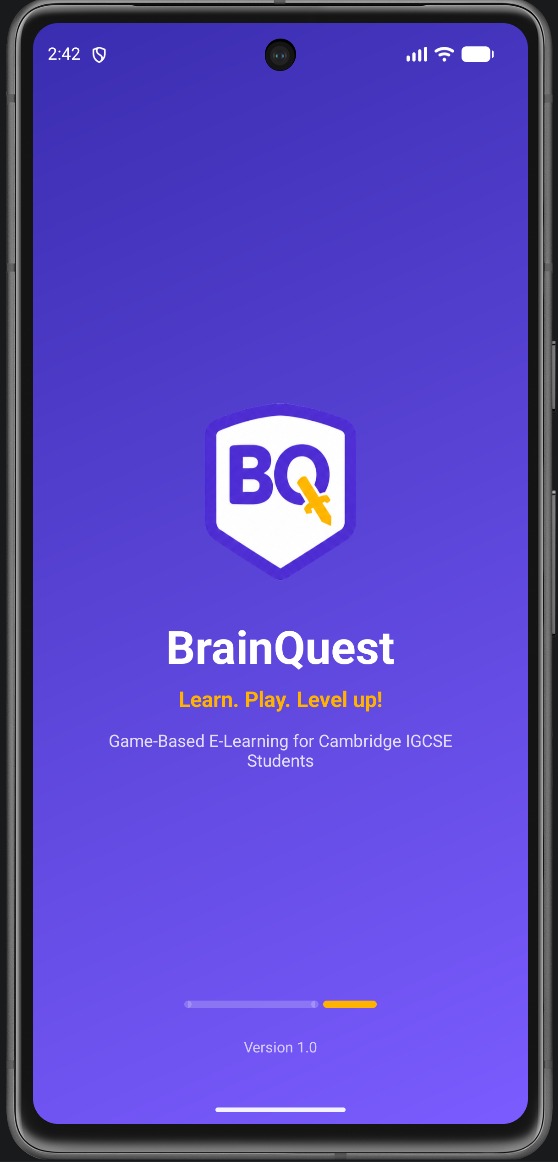 2:42
BQ
BrainQuest
Learn. Play. Level up!
Game-Based E-Learning for Cambridge IGCSE
Students
Version 1.0